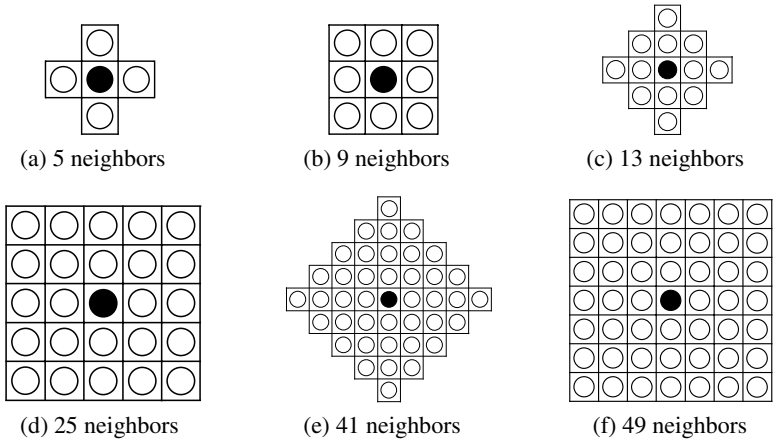 (a) 5 neighbors
(b) 9 neighbors
(c) 13 neighbors
(d) 25 neighbors
(e) 41 neighbors
(f) 49 neighbors